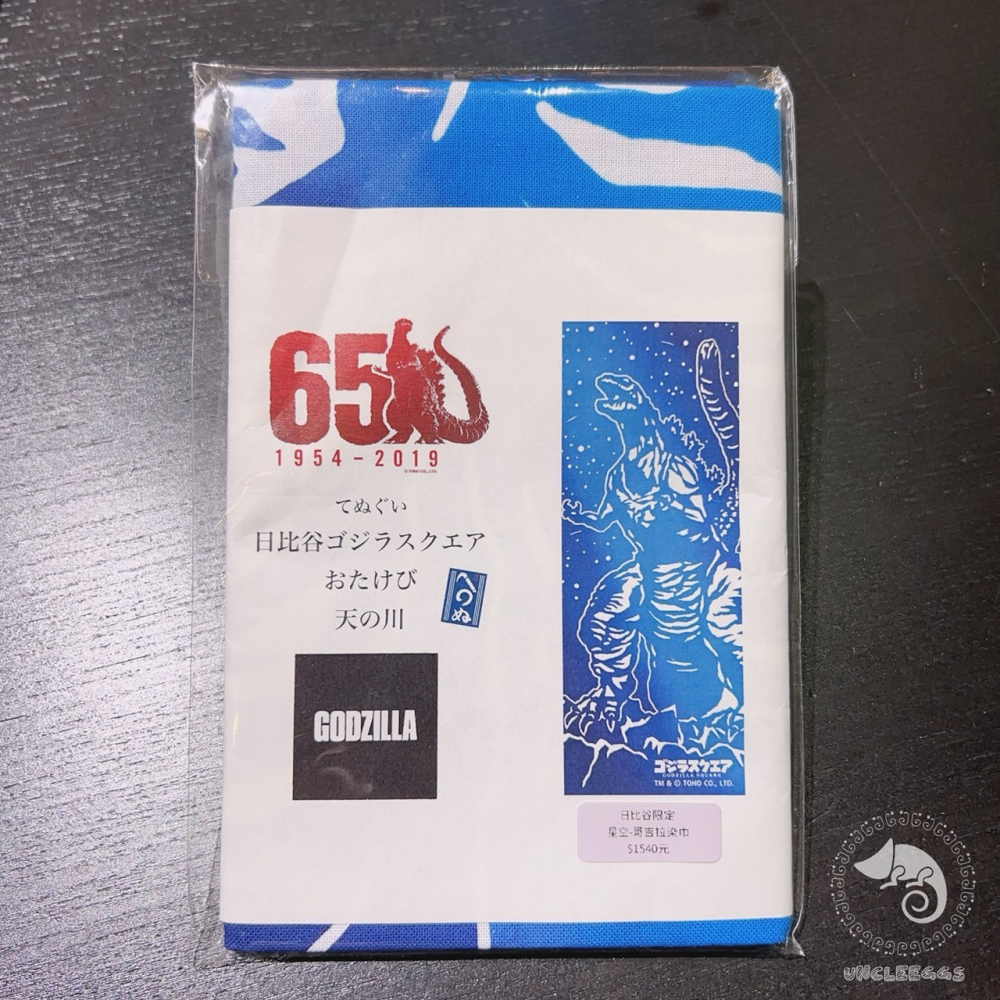 65
1954-2019
©TOHO CO., LTD.
てぬぐい
日比谷ゴジラスクエア
おたけび
天の川
GODZILLA
ゴジラスクエア
GODZILLA SQUARE
TM & © TOHO CO., LTD.
日比谷限定
星空-哥吉拉染巾
$1540元
UNCLEEGGS